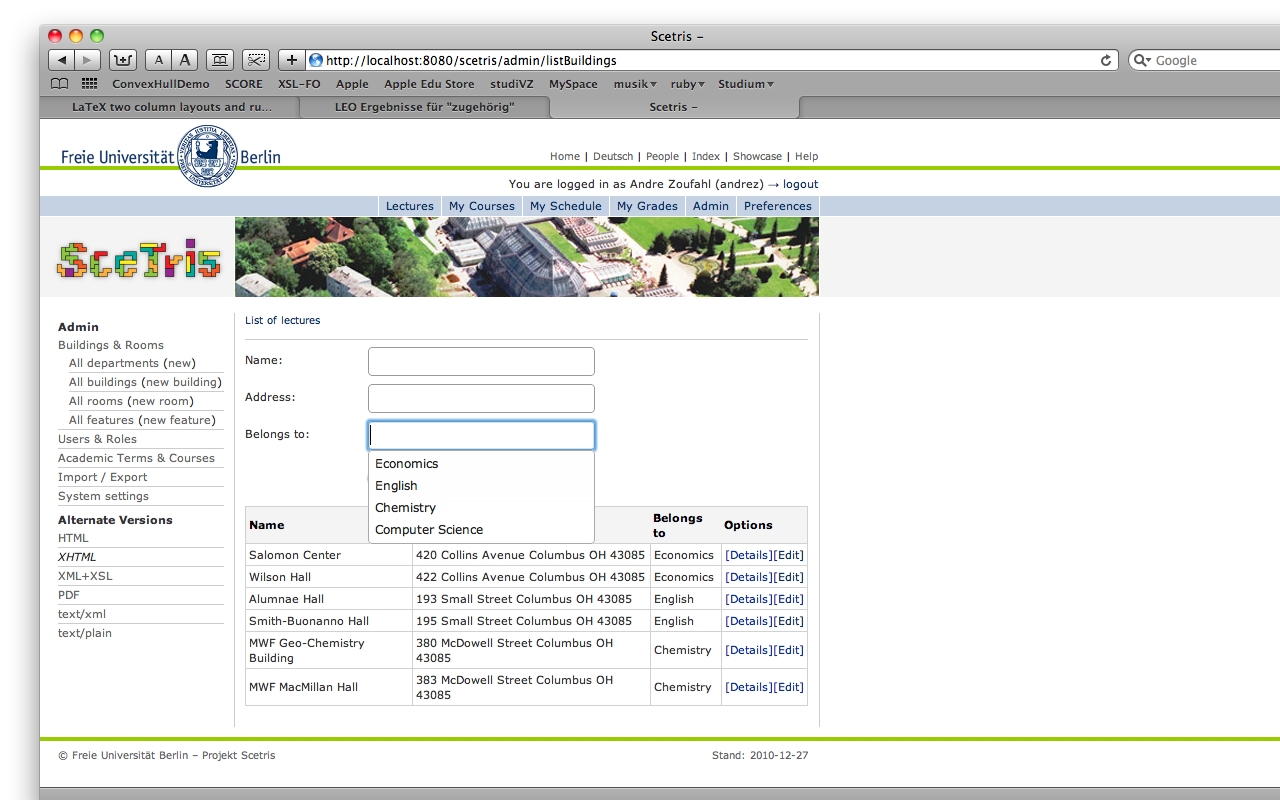 Scetris –
A A + http://localhost:8080/scetris/admin/listBuildings Google
ConvexHullDemo SCORE XSL-FO Apple Apple Edu Store studiVZ MySpace musik▾ ruby▾ Studium▾
LaTeX two column layouts and ru... LEO Ergebnisse für "zugehörig" Scetris –
Freie Universität Berlin
Home | Deutsch | People | Index | Showcase | Help
You are logged in as Andre Zoufahl (andrez) → logout
Lectures My Courses My Schedule My Grades Admin Preferences
SceTris
Admin
Buildings & Rooms
All departments (new)
All buildings (new building)
All rooms (new room)
All features (new feature)
Users & Roles
Academic Terms & Courses
Import / Export
System settings
Alternate Versions
HTML
XHTML
XML+XSL
PDF
text/xml
text/plain
List of lectures
Name:
Address:
Belongs to:
Economics
English
Chemistry
Computer Science
Name Belongs to Options
Salomon Center 420 Collins Avenue Columbus OH 43085 Economics [Details][Edit]
Wilson Hall 422 Collins Avenue Columbus OH 43085 Economics [Details][Edit]
Alumnae Hall 193 Small Street Columbus OH 43085 English [Details][Edit]
Smith-Buonanno Hall 195 Small Street Columbus OH 43085 English [Details][Edit]
MWF Geo-Chemistry Building 380 McDowell Street Columbus OH 43085 Chemistry [Details][Edit]
MWF MacMillan Hall 383 McDowell Street Columbus OH 43085 Chemistry [Details][Edit]
© Freie Universität Berlin – Projekt Scetris Stand: 2010-12-27